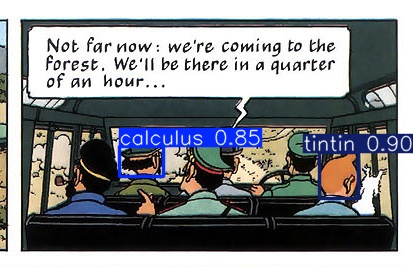 Not far now: we're coming to the
forest. We'll be there in a quarter
of an hour...
calculus 0.85
tintin 0.90